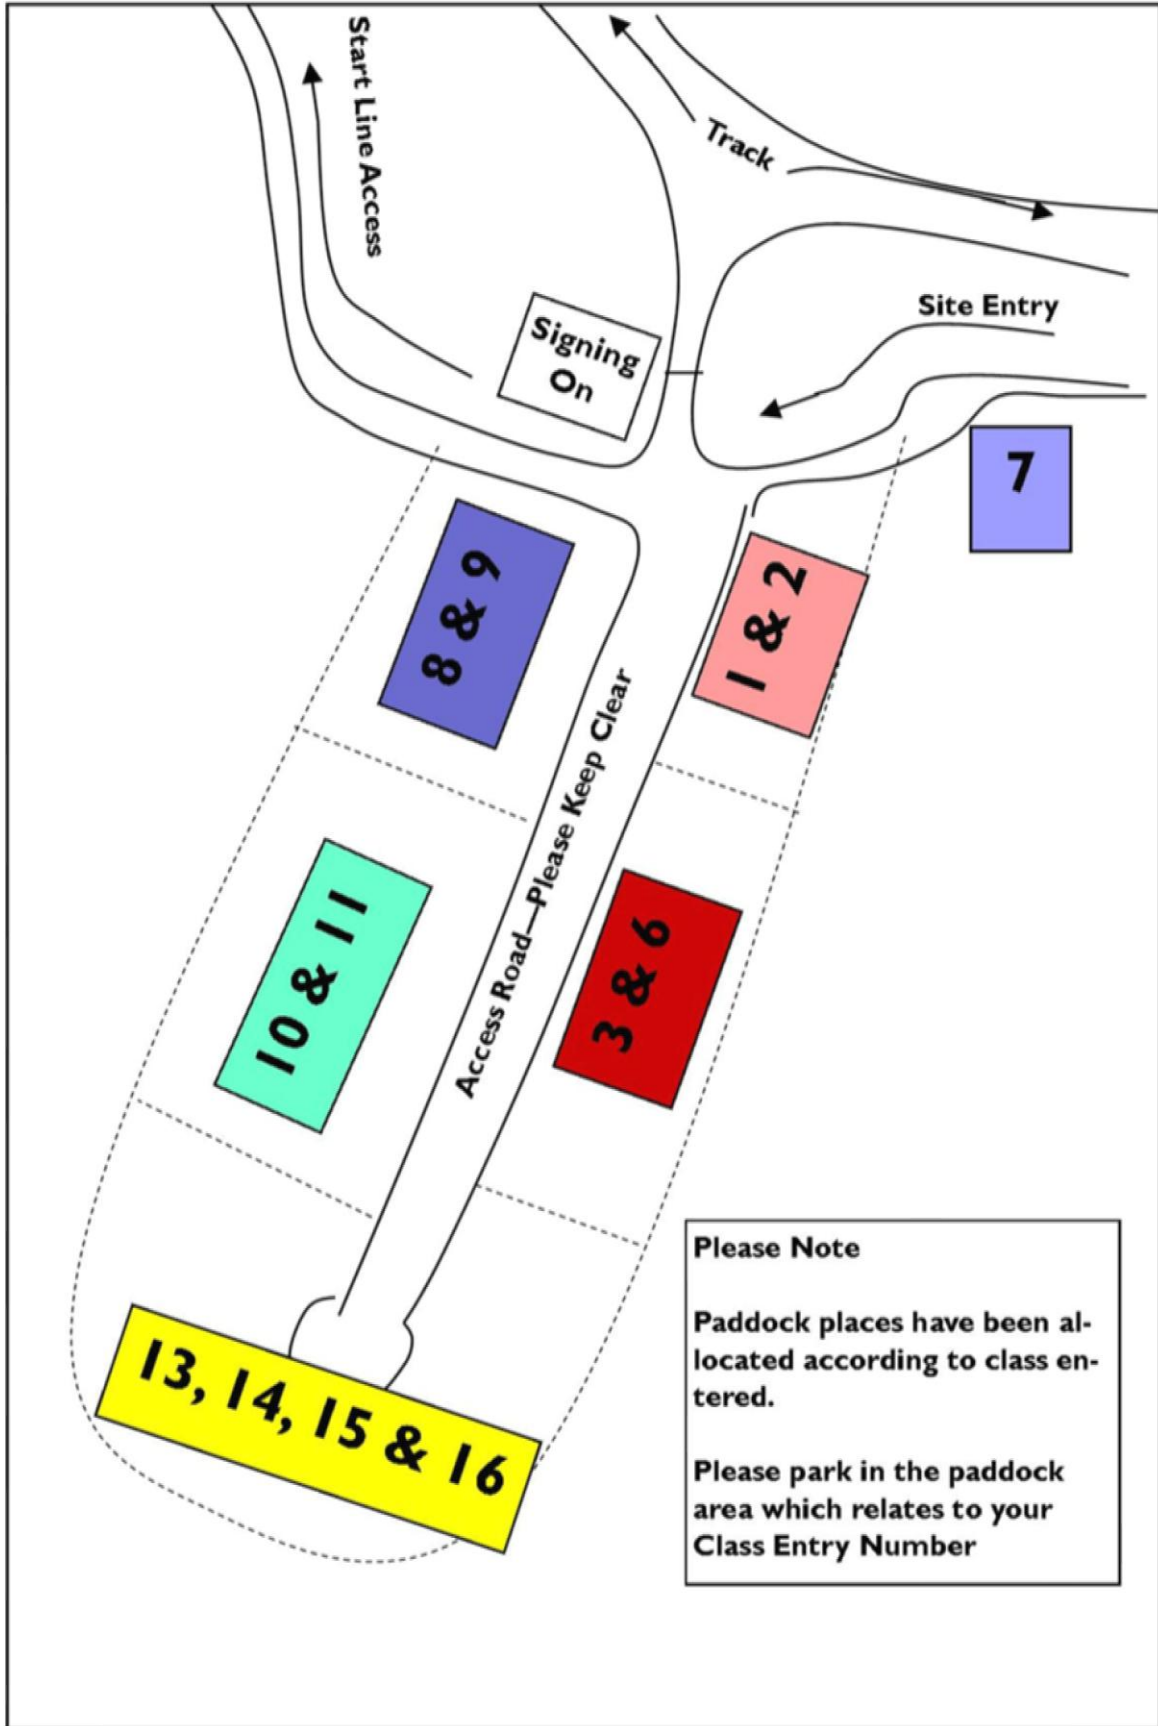 Start Line Access
Track
Site Entry
Signing
On
7
8 & 9
1 & 2
Access Road—Please Keep Clear
10 & 11
3 & 6
13, 14, 15 & 16
Please Note
Paddock places have been al-
located according to class en-
tered.
Please park in the paddock
area which relates to your
Class Entry Number